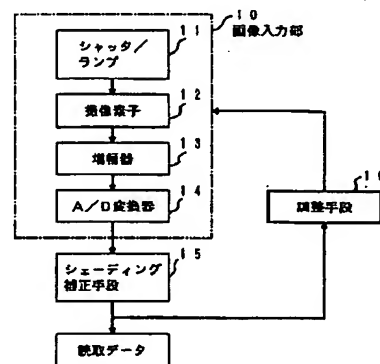 10
画像入力部
11
シャッタ/
ランプ
12
撮像素子
13
増幅器
14
A/D変換器
調整手段
15
シェーディング
補正手段
読取データ